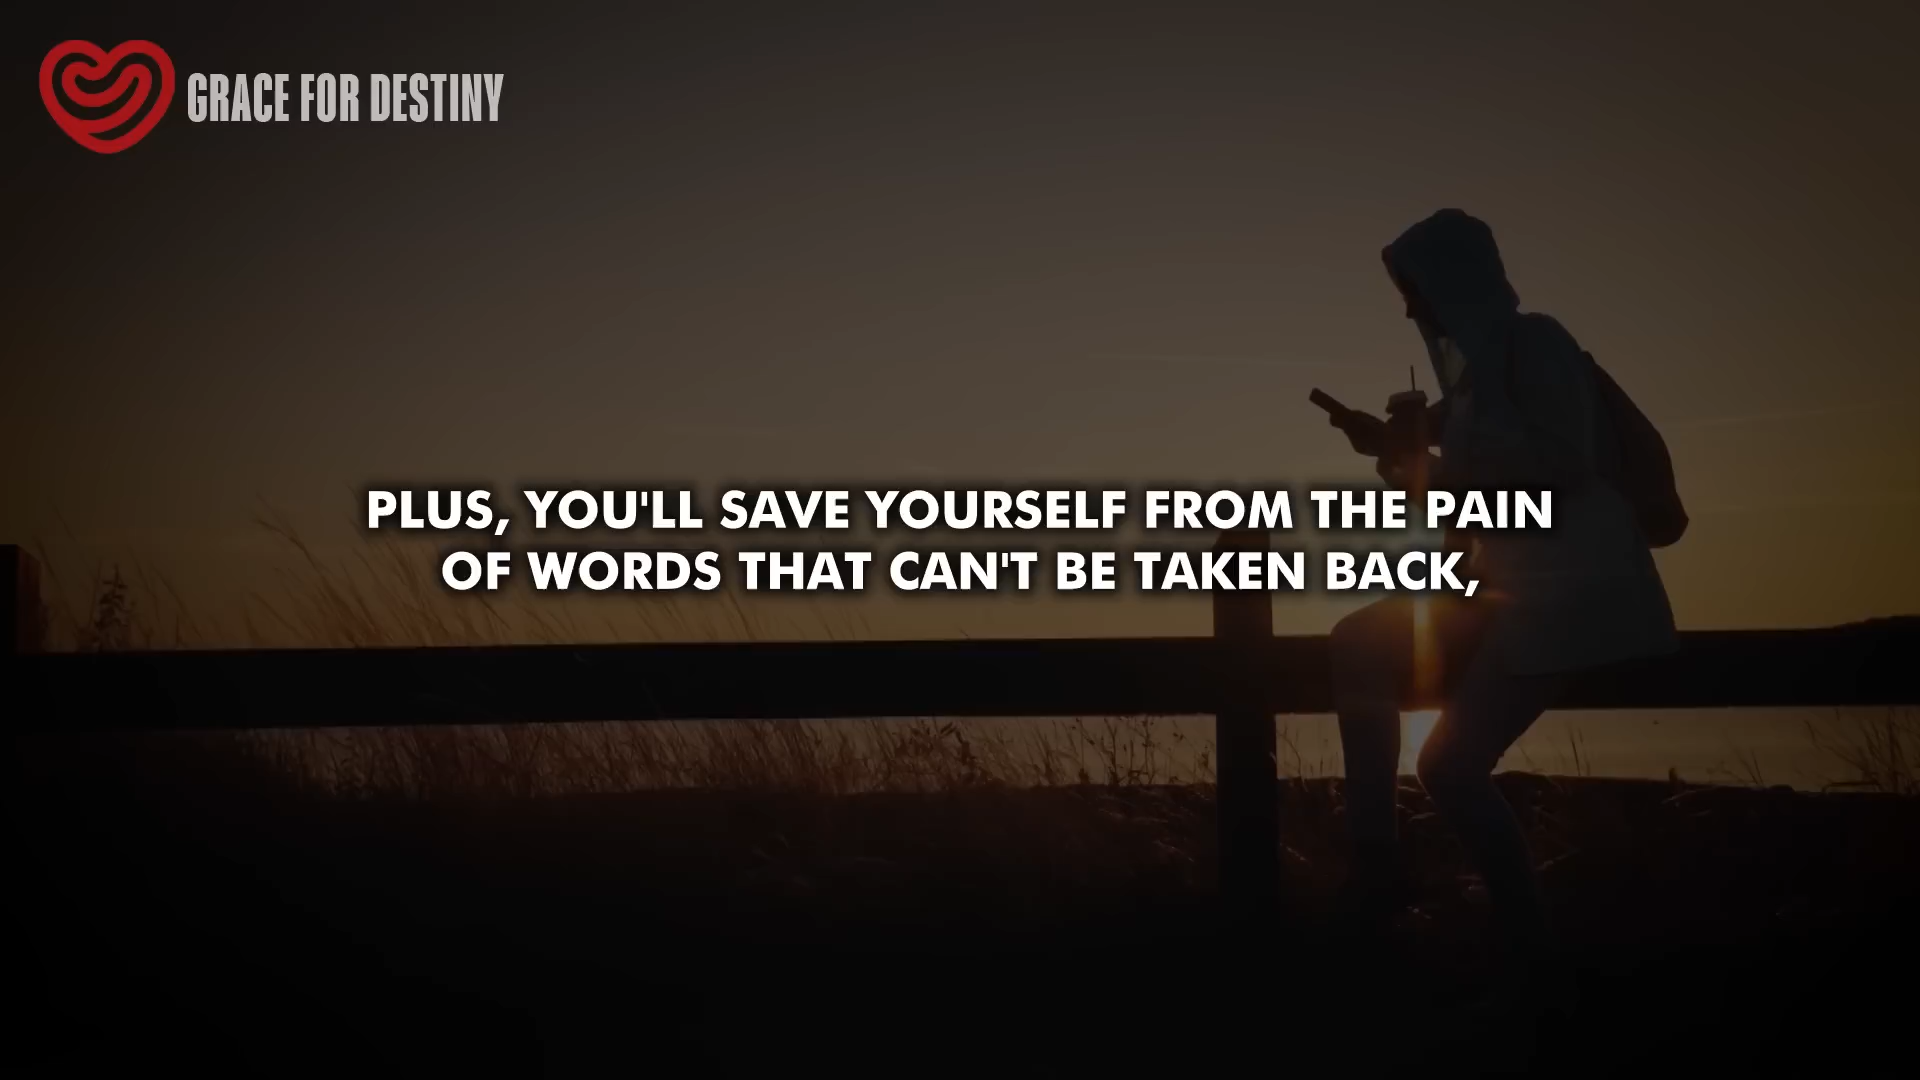 GRACE FOR DESTINY
PLUS, YOU'LL SAVE YOURSELF FROM THE PAIN
OF WORDS THAT CAN'T BE TAKEN BACK,